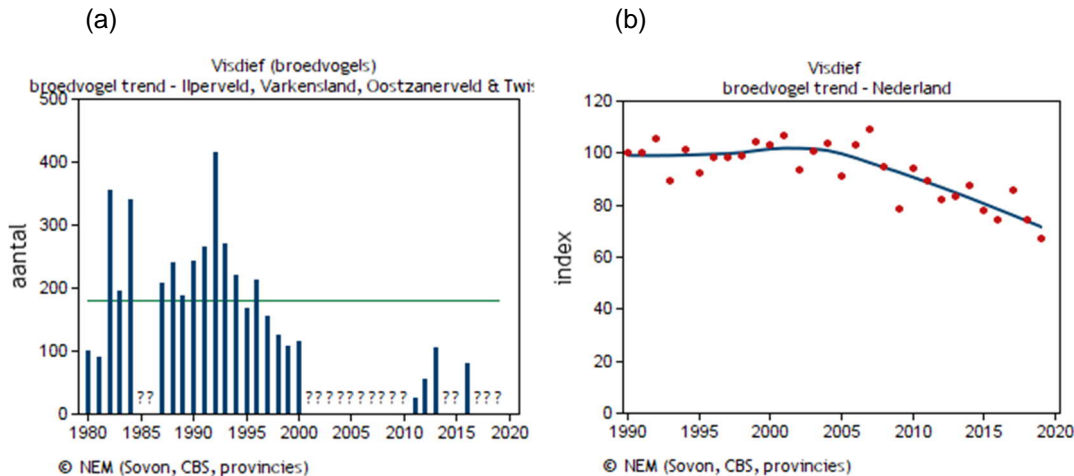 (a)
Visdief (broedvogels)
broedvogel trend - Ilperveld, Varkensland, Oostzanerveld & Twis
aantal
500
400
300
200
100
0
??
??????????
??
???
1980 1985 1990 1995 2000 2005 2010 2015 2020
© NEM (Sovon, CBS, provincies)
(b)
Visdief
broedvogel trend - Nederland
index
120
100
80
60
40
20
0
1990 1995 2000 2005 2010 2015 2020
© NEM (Sovon, CBS, provincies)